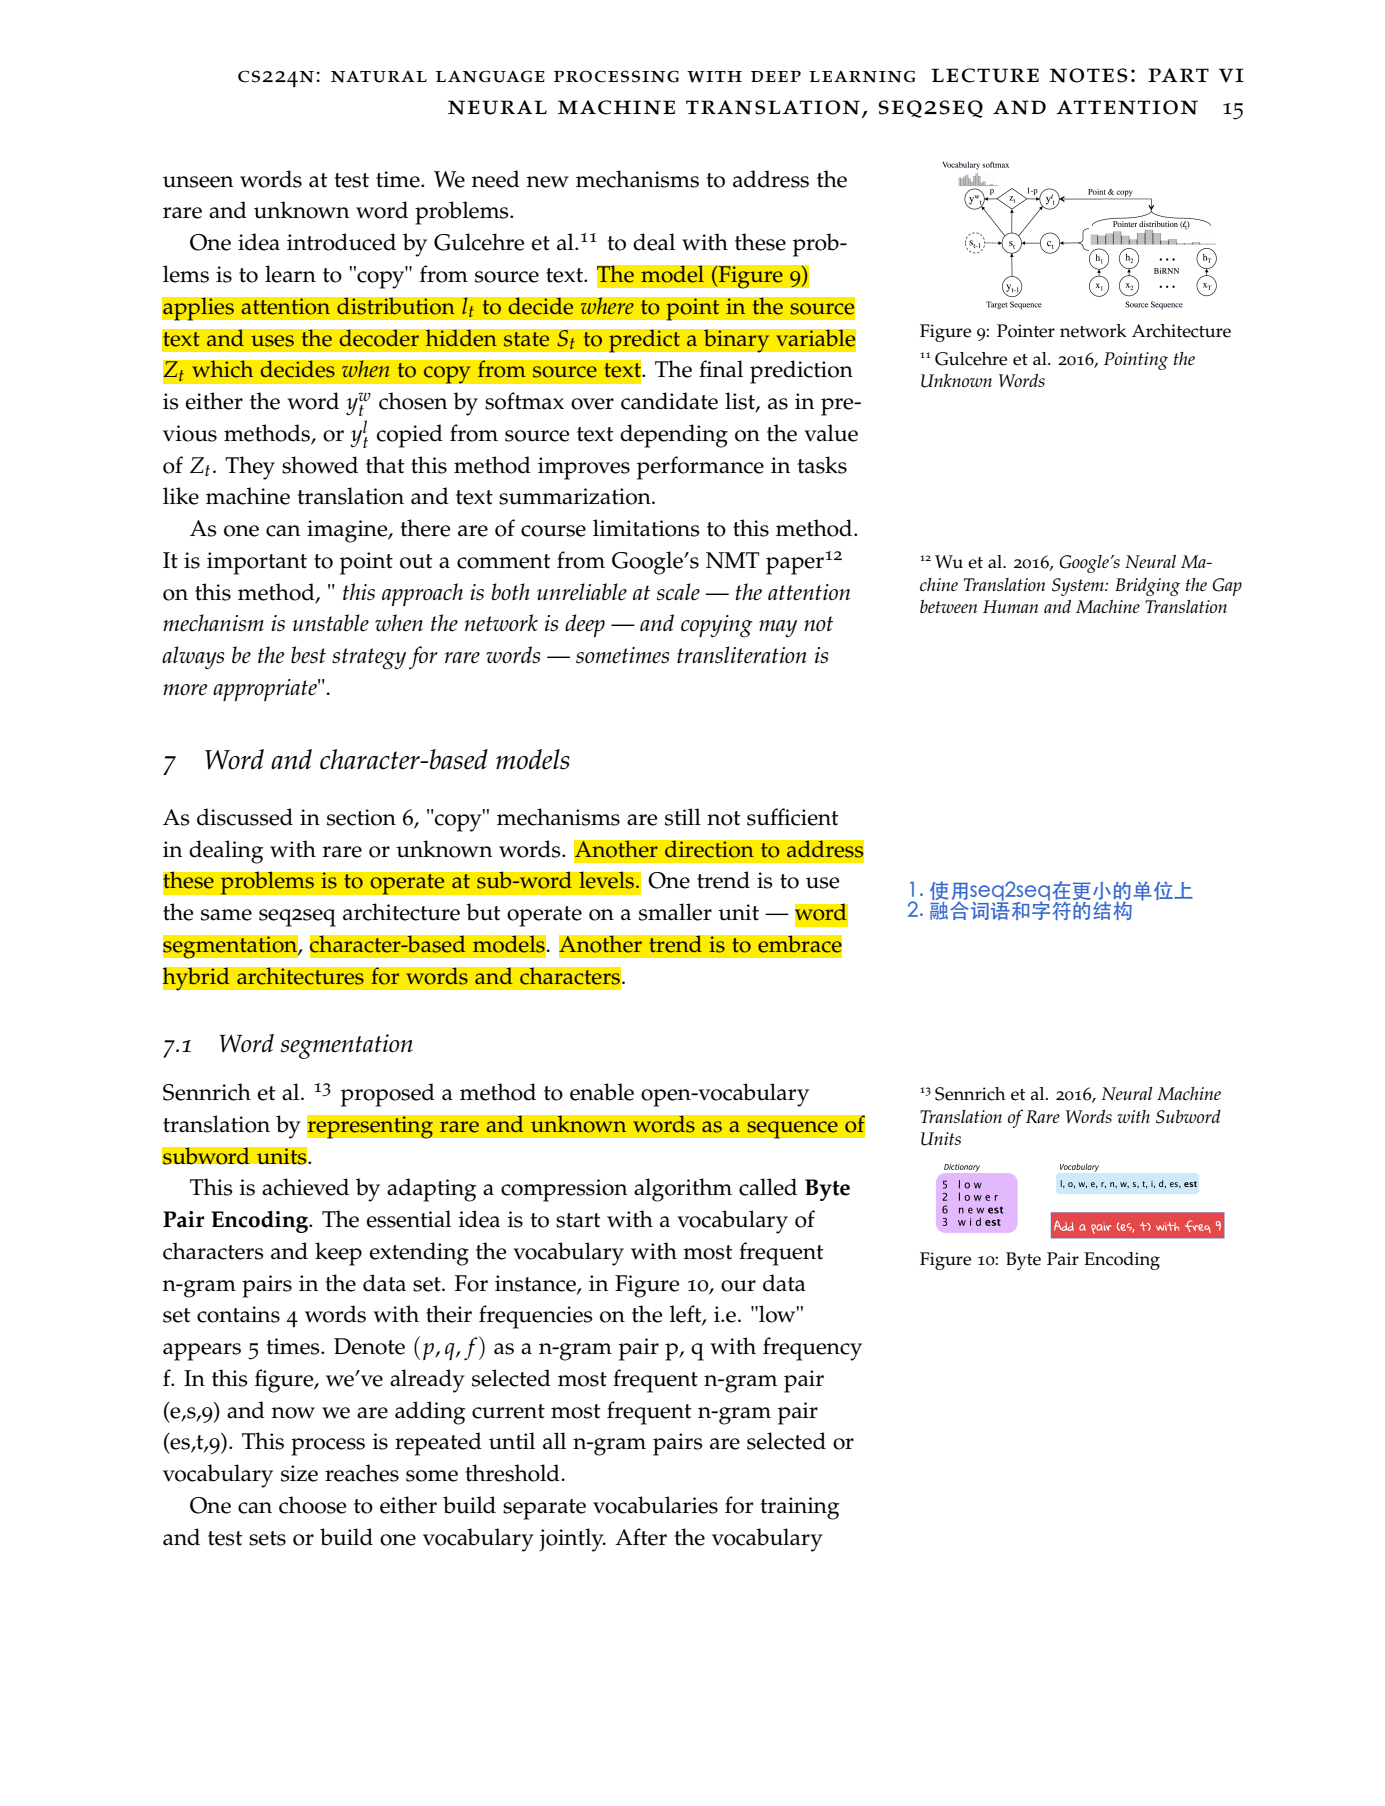 CS224N: NATURAL LANGUAGE PROCESSING WITH DEEP LEARNING LECTURE NOTES: PART VI
NEURAL MACHINE TRANSLATION, SEQ2SEQ AND ATTENTION 15
unseen words at test time. We need new mechanisms to address the
rare and unknown word problems.
One idea introduced by Gulcehre et al.¹¹ to deal with these prob-
lems is to learn to "copy" from source text. The model (Figure 9)
applies attention distribution lₜ to decide where to point in the source
text and uses the decoder hidden state Sₜ to predict a binary variable
Zₜ which decides when to copy from source text. The final prediction
is either the word yₜʷ chosen by softmax over candidate list, as in pre-
vious methods, or yₜˡ copied from source text depending on the value
of Zₜ. They showed that this method improves performance in tasks
like machine translation and text summarization.
As one can imagine, there are of course limitations to this method.
It is important to point out a comment from Google's NMT paper¹²
on this method, " this approach is both unreliable at scale — the attention
mechanism is unstable when the network is deep — and copying may not
always be the best strategy for rare words — sometimes transliteration is
more appropriate".
7 Word and character-based models
As discussed in section 6, "copy" mechanisms are still not sufficient
in dealing with rare or unknown words. Another direction to address
these problems is to operate at sub-word levels. One trend is to use
the same seq2seq architecture but operate on a smaller unit — word
segmentation, character-based models. Another trend is to embrace
hybrid architectures for words and characters.
7.1 Word segmentation
Sennrich et al. ¹³ proposed a method to enable open-vocabulary
translation by representing rare and unknown words as a sequence of
subword units.
This is achieved by adapting a compression algorithm called Byte
Pair Encoding. The essential idea is to start with a vocabulary of
characters and keep extending the vocabulary with most frequent
n-gram pairs in the data set. For instance, in Figure 10, our data
set contains 4 words with their frequencies on the left, i.e. "low"
appears 5 times. Denote (p, q, f) as a n-gram pair p, q with frequency
f. In this figure, we've already selected most frequent n-gram pair
(e,s,9) and now we are adding current most frequent n-gram pair
(es,t,9). This process is repeated until all n-gram pairs are selected or
vocabulary size reaches some threshold.
One can choose to either build separate vocabularies for training
and test sets or build one vocabulary jointly. After the vocabulary
Vocabulary softmax
p 1-p Point & copy
yʷₜ zₜ yˡₜ
Pointer distribution (lₜ)
sₜ₋₁ sₜ cₜ
h₁ h₂ ... h_T
BiRNN
yₜ₋₁ x₁ x₂ ... x_T
Target Sequence Source Sequence
Figure 9: Pointer network Architecture
¹¹ Gulcehre et al. 2016, Pointing the
Unknown Words
¹² Wu et al. 2016, Google's Neural Ma-
chine Translation System: Bridging the Gap
between Human and Machine Translation
1. 使用seq2seq在更小的单位上
2. 融合词语和字符的结构
¹³ Sennrich et al. 2016, Neural Machine
Translation of Rare Words with Subword
Units
Dictionary Vocabulary
5 l o w
2 l o w e r
6 n e w est
3 w i d est
l, o, w, e, r, n, w, s, t, i, d, es, est
Add a pair (es, t) with freq 9
Figure 10: Byte Pair Encoding